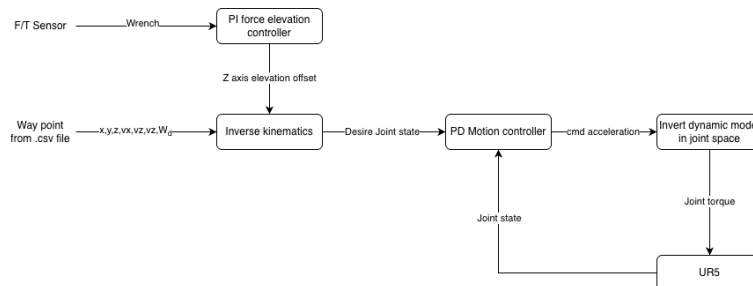 F/T Sensor
Wrench
PI force elevation
controller
Z axis elevation offset
Way point
from .csv file
x,y,z,vx,vz,vz,W_d
Inverse kinematics
Desire Joint state
PD Motion controller
cmd acceleration
Invert dynamic mode
in joint space
Joint torque
Joint state
UR5